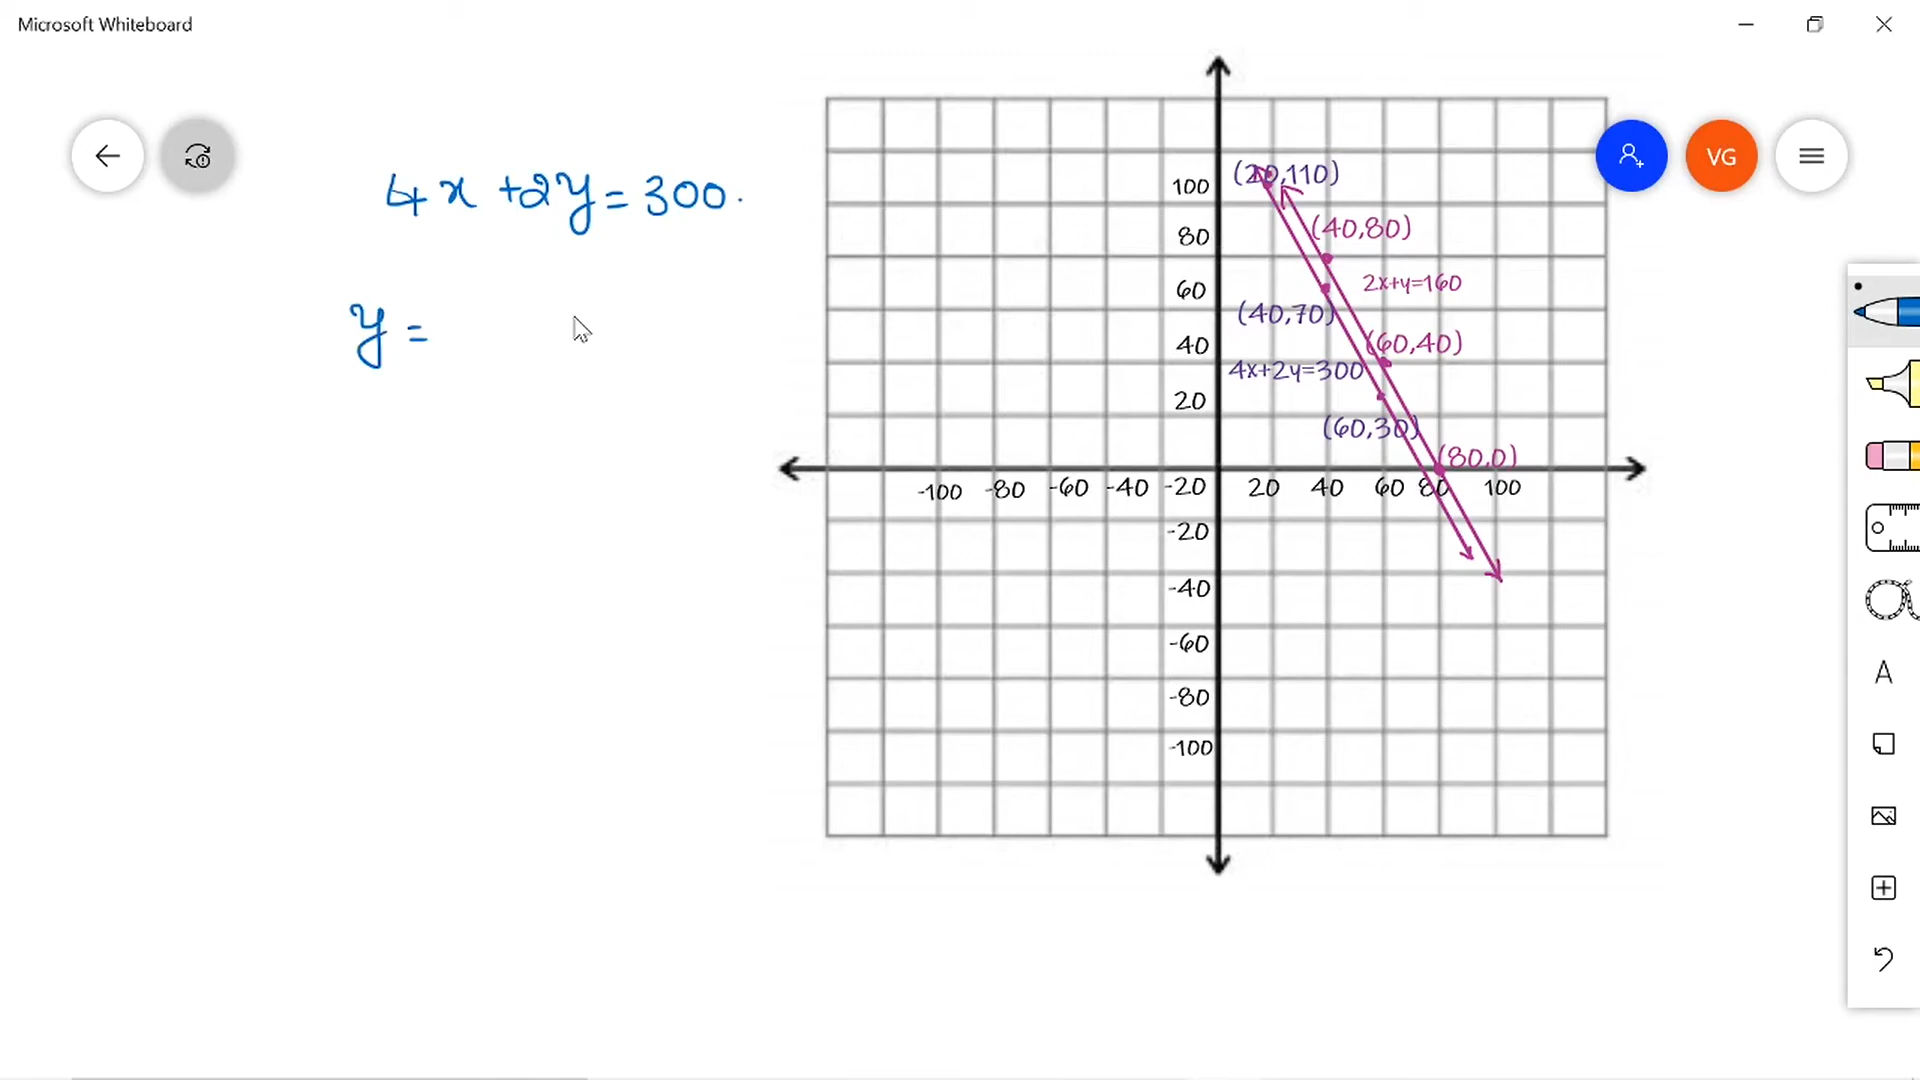 Microsoft Whiteboard
4x +2y = 300.
y =
VG
(20,110)
100
(40,80)
80
2x+y=160
60
(40,70)
40
(60,40)
4x+2y=300
20
(60,30)
(80,0)
-100 -80 -60 -40 -20 20 40 60 80 100
-20
-40
-60
-80
-100
A